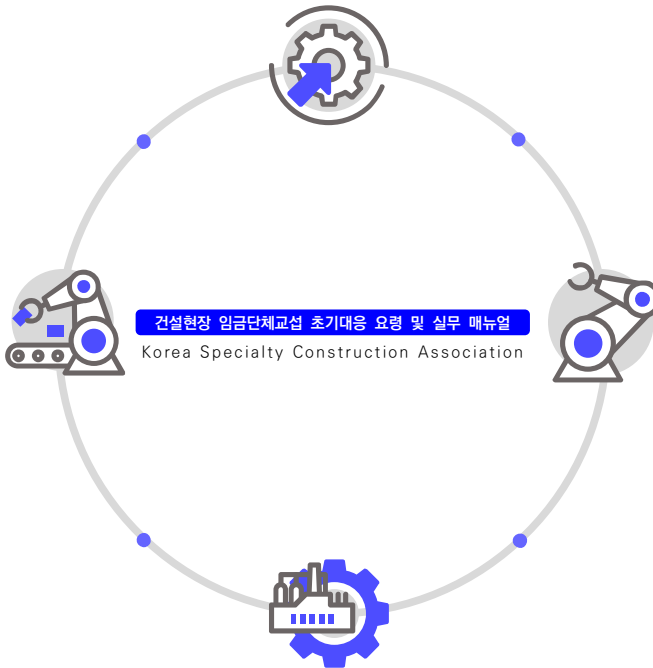 건설현장 임금단체교섭 초기대응 요령 및 실무 매뉴얼
Korea Specialty Construction Association